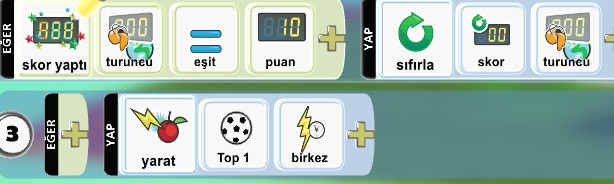 EĞER skor yaptı turuncu eşit 10 puan YAP sıfırla 00 skor turuncu
3 EĞER YAP yarat Top 1 birkez